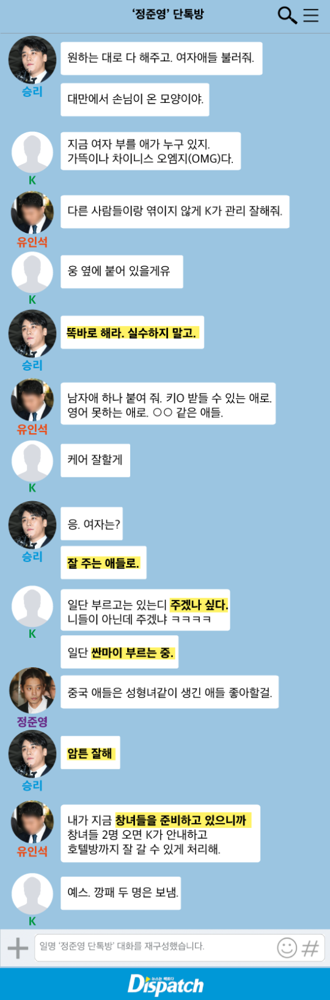 ‘정준영’ 단톡방
원하는 대로 다 해주고. 여자애들 불러줘.
승리
대만에서 손님이 온 모양이야.
지금 여자 부를 애가 누구 있지.
가뜩이나 차이니스 오엠지(OMG)다.
K
다른 사람들이랑 엮이지 않게 K가 관리 잘해줘.
유인석
웅 옆에 붙어 있을게유
K
똑바로 해라. 실수하지 말고.
승리
남자애 하나 붙여 줘. 키O 받들 수 있는 애로.
영어 못하는 애로. ○○ 같은 애들.
유인석
케어 잘할게
K
응. 여자는?
승리
잘 주는 애들로.
일단 부르고는 있는디 주겠나 싶다.
니들이 아닌데 주겠냐 ㅋㅋㅋㅋ
K
일단 싼마이 부르는 중.
중국 애들은 성형녀같이 생긴 애들 좋아할걸.
정준영
암튼 잘해
승리
내가 지금 창녀들을 준비하고 있으니까
창녀들 2명 오면 K가 안내하고
호텔방까지 잘 갈 수 있게 처리해.
유인석
예스. 깡패 두 명은 보냄.
K
일명 ‘정준영 단톡방’ 대화를 재구성했습니다.
뉴스는 팩트다
Dispatch